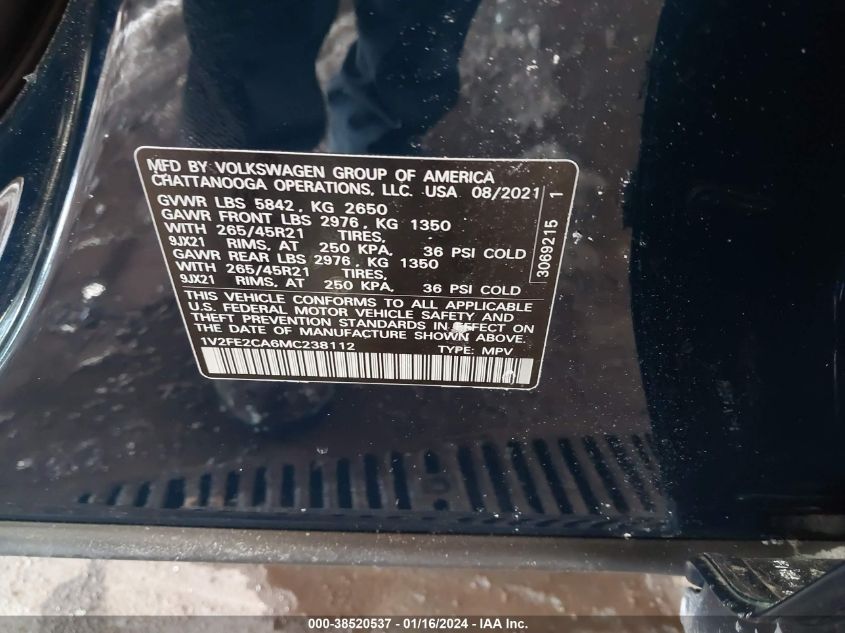 MFD BY VOLKSWAGEN GROUP OF AMERICA
CHATTANOOGA OPERATIONS, LLC. USA 08/2021
GVWR LBS 5842, KG 2650
GAWR FRONT LBS 2976, KG 1350
WITH 265/45R21 TIRES,
9JX21 RIMS, AT 250 KPA, 36 PSI COLD
GAWR REAR LBS 2976, KG 1350
WITH 265/45R21 TIRES,
9JX21 RIMS, AT 250 KPA, 36 PSI COLD
THIS VEHICLE CONFORMS TO ALL APPLICABLE
U.S. FEDERAL MOTOR VEHICLE SAFETY AND
THEFT PREVENTION STANDARDS IN EFFECT ON
THE DATE OF MANUFACTURE SHOWN ABOVE.
1V2FE2CA6MC238112 TYPE: MPV
3069215 1
000-38520537 - 01/16/2024 - IAA Inc.